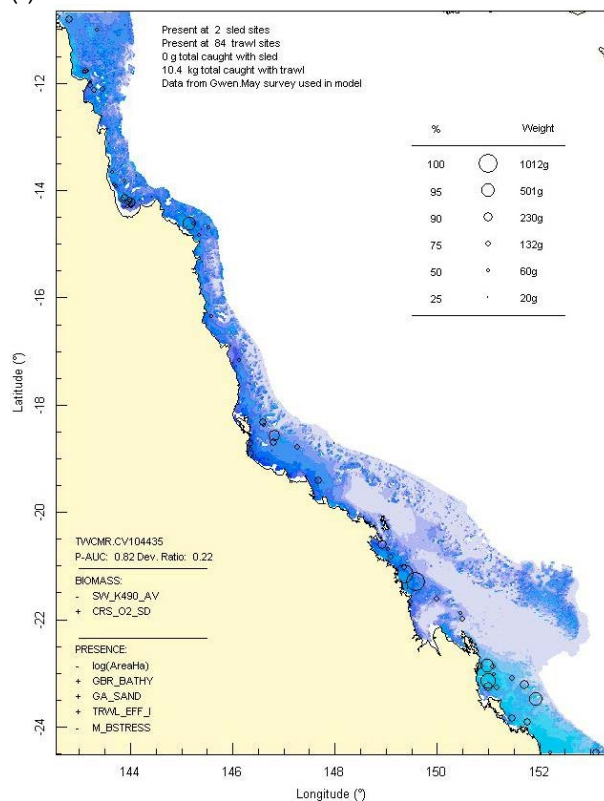 Present at 2 sled sites
Present at 84 trawl sites
0 g total caught with sled
10.4 kg total caught with trawl
Data from Gwen.May survey used in model
% Weight
100 1012g
95 501g
90 230g
75 132g
50 60g
25 20g
-12
-14
-16
-18
-20
-22
-24
Latitude (°)
TWCMR.CV104435
P-AUC: 0.82 Dev. Ratio: 0.22
BIOMASS:
- SW_K490_AV
+ CRS_O2_SD
PRESENCE:
- log(AreaHa)
+ GBR_BATHY
+ GA_SAND
+ TRWL_EFF_I
- M_BSTRESS
144 146 148 150 152
Longitude (°)